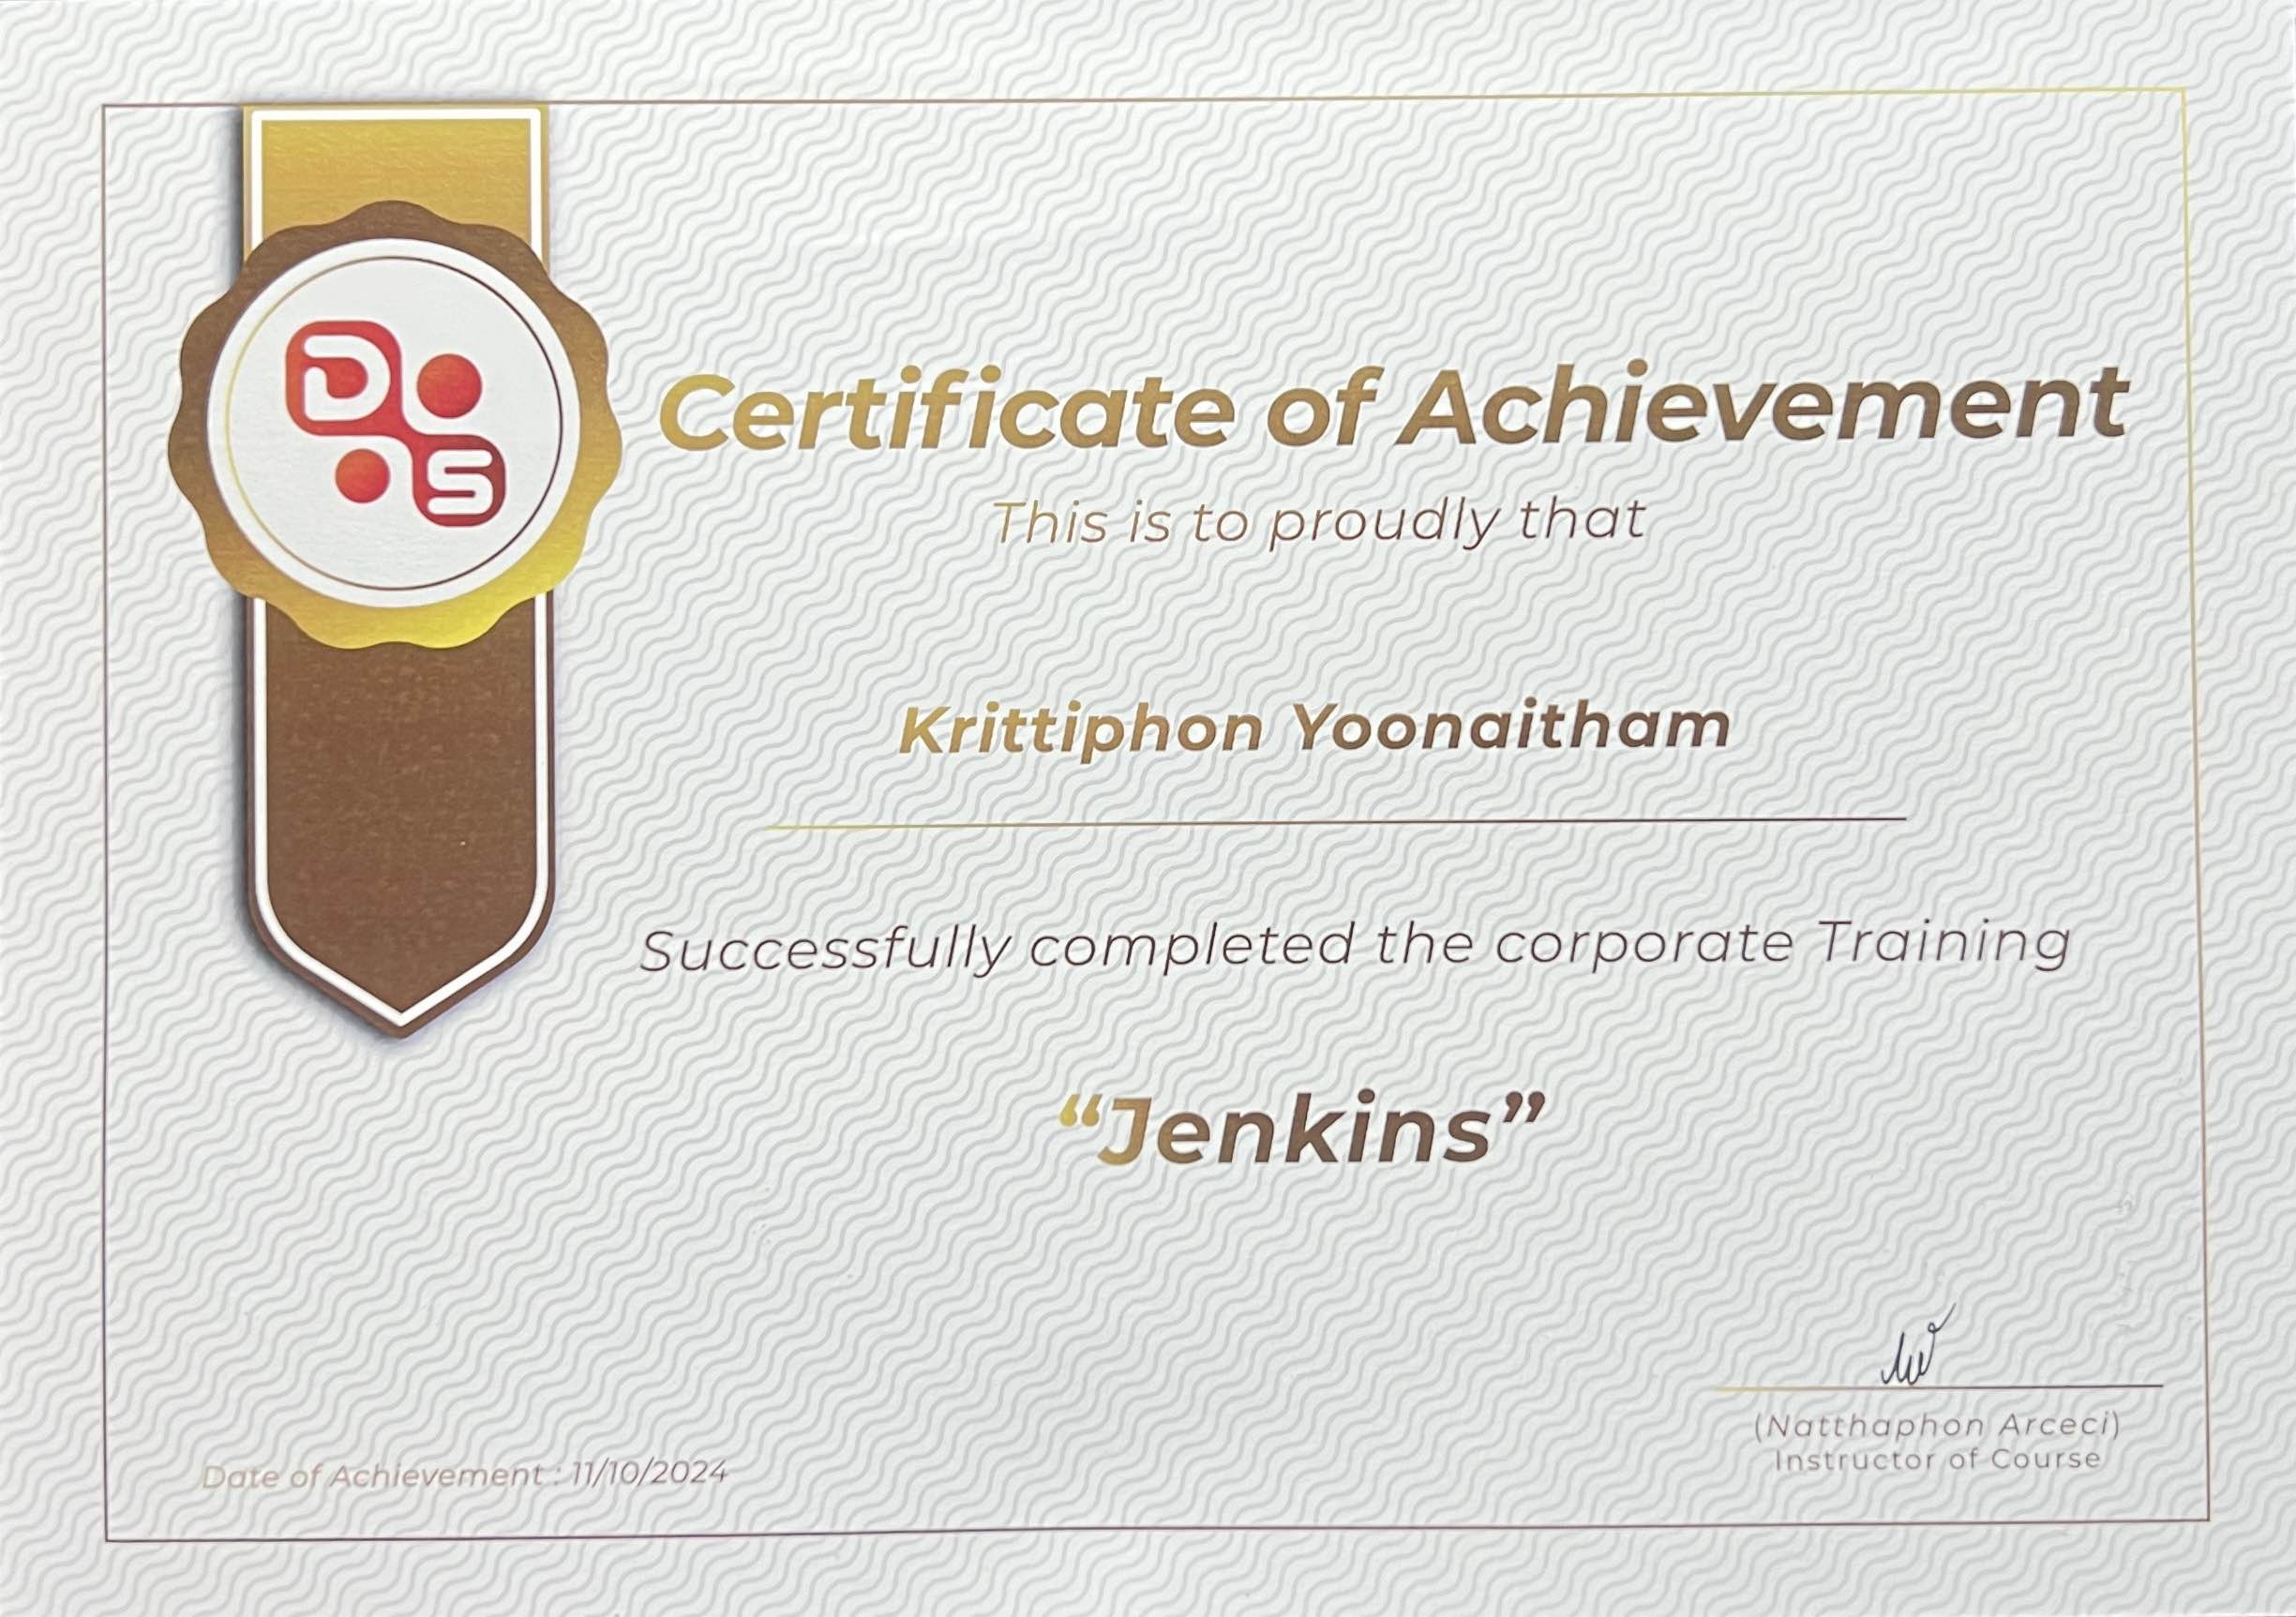 D S
Certificate of Achievement
This is to proudly that
Krittiphon Yoonaitham
Successfully completed the corporate Training
“Jenkins”
(Natthaphon Arceci)
Instructor of Course
Date of Achievement : 11/10/2024